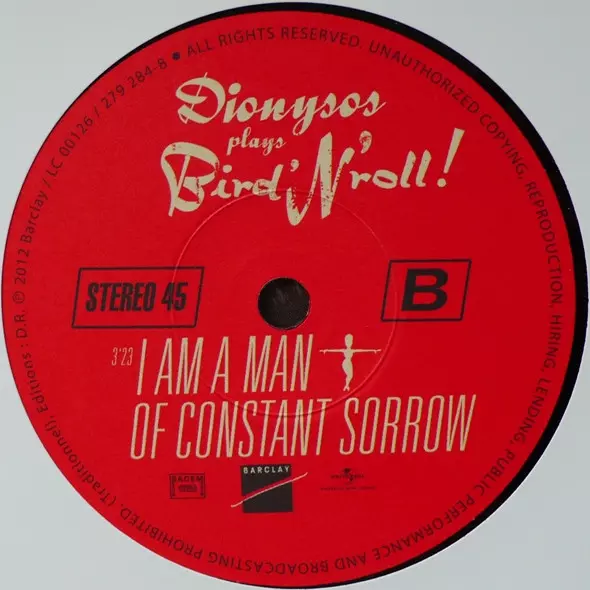 Dionysos
plays
Bird'N'roll!
STEREO 45
B
3'23
I AM A MAN
OF CONSTANT SORROW
SACEM
BARCLAY
(Traditionnel), Editions : D.R. ℗ 2012 Barclay / LC 00126 / 279 284-8 • ALL RIGHTS RESERVED. UNAUTHORIZED COPYING, REPRODUCTION, HIRING, LENDING, PUBLIC PERFORMANCE AND BROADCASTING PROHIBITED.